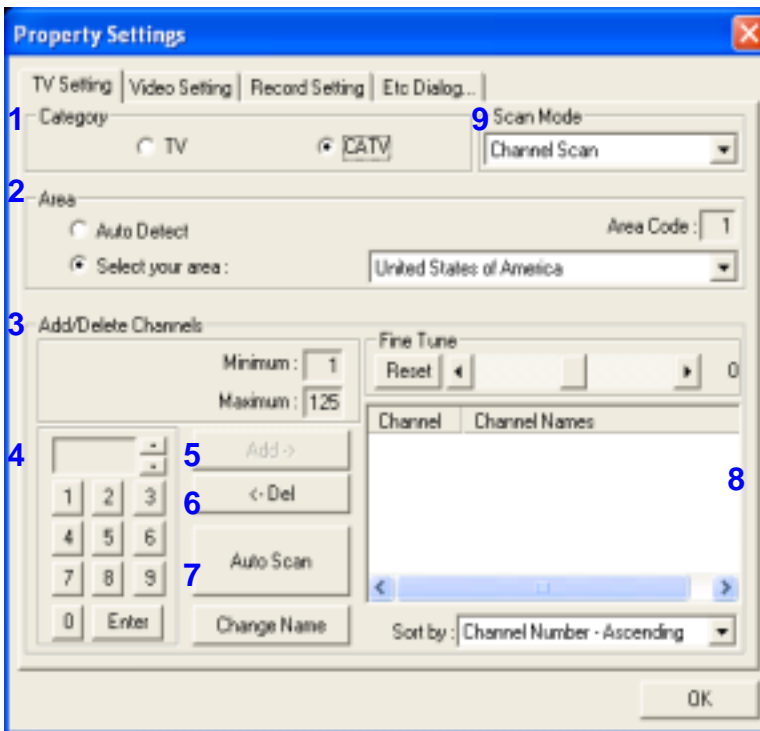 Property Settings
TV Setting Video Setting Record Setting Etc Dialog...
1 Category
TV CATV
9 Scan Mode
Channel Scan
2 Area
Auto Detect
Area Code : 1
Select your area : United States of America
3 Add/Delete Channels
Minimum : 1
Maximum : 125
Fine Tune
Reset 0
Channel Channel Names
4
5 Add ->
6 <- Del
7 Auto Scan
8
1 2 3
4 5 6
7 8 9
0 Enter
Change Name
Sort by : Channel Number - Ascending
OK